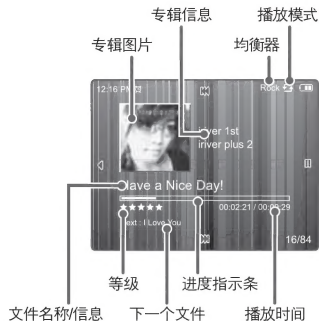 专辑信息
播放模式
专辑图片
均衡器
12:16 PM
Rock
iriver 1st
iriver plus 2
Have a Nice Day!
00:02:21 / 00:03:29
Next : I Love You
16/84
等级
进度指示条
文件名称/信息
下一个文件
播放时间